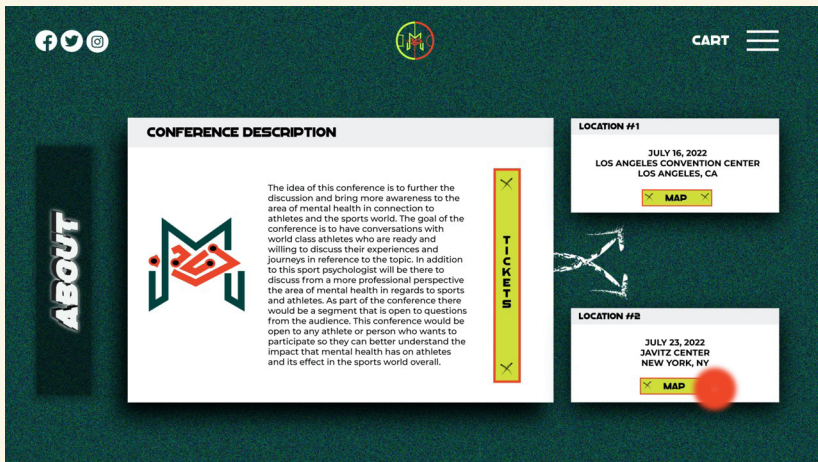 CART
ABOUT
CONFERENCE DESCRIPTION
The idea of this conference is to further the
discussion and bring more awareness to the
area of mental health in connection to
athletes and the sports world. The goal of the
conference is to have conversations with
world class athletes who are ready and
willing to discuss their experiences and
journeys in reference to the topic. In addition
to this sport psychologist will be there to
discuss from a more professional perspective
the area of mental health in regards to sports
and athletes. As part of the conference there
would be a segment that is open to questions
from the audience. This conference would be
open to any athlete or person who wants to
participate so they can better understand the
impact that mental health has on athletes
and its effect in the sports world overall.
TICKETS
LOCATION #1
JULY 16, 2022
LOS ANGELES CONVENTION CENTER
LOS ANGELES, CA
MAP
LOCATION #2
JULY 23, 2022
JAVITZ CENTER
NEW YORK, NY
MAP